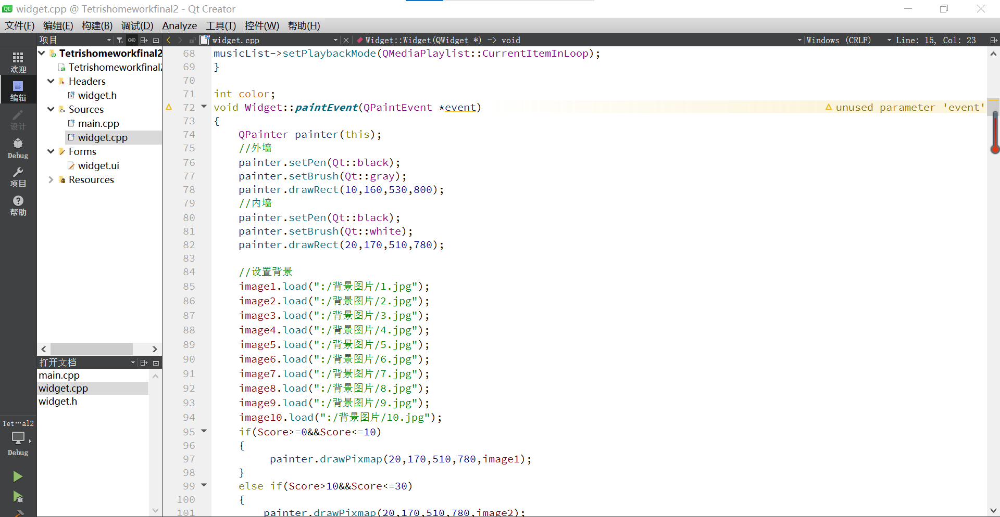 QC widget.cpp @ Tetrishomeworkfinal2 - Qt Creator
文件(F) 编辑(E) 构建(B) 调试(D) Analyze 工具(T) 控件(W) 帮助(H)
项目
widget.cpp
Widget::Widget(QWidget *) -> void
Windows (CRLF)
Line: 15, Col: 23
欢迎
编辑
设计
Debug
项目
帮助
Tet…al2
Debug
Tetrishomeworkfinal2
Tetrishomeworkfinal2
Headers
widget.h
Sources
main.cpp
widget.cpp
Forms
widget.ui
Resources
打开文档
main.cpp
widget.cpp
widget.h
68 musicList->setPlaybackMode(QMediaPlaylist::CurrentItemInLoop);
69 }
70
71 int color;
72 void Widget::paintEvent(QPaintEvent *event) unused parameter 'event'
73 {
74 QPainter painter(this);
75 //外墙
76 painter.setPen(Qt::black);
77 painter.setBrush(Qt::gray);
78 painter.drawRect(10,160,530,800);
79 //内墙
80 painter.setPen(Qt::black);
81 painter.setBrush(Qt::white);
82 painter.drawRect(20,170,510,780);
83
84 //设置背景
85 image1.load(":/背景图片/1.jpg");
86 image2.load(":/背景图片/2.jpg");
87 image3.load(":/背景图片/3.jpg");
88 image4.load(":/背景图片/4.jpg");
89 image5.load(":/背景图片/5.jpg");
90 image6.load(":/背景图片/6.jpg");
91 image7.load(":/背景图片/7.jpg");
92 image8.load(":/背景图片/8.jpg");
93 image9.load(":/背景图片/9.jpg");
94 image10.load(":/背景图片/10.jpg");
95 if(Score>=0&&Score<=10)
96 {
97 painter.drawPixmap(20,170,510,780,image1);
98 }
99 else if(Score>10&&Score<=30)
100 {
101 painter.drawPixmap(20,170,510,780,image2);